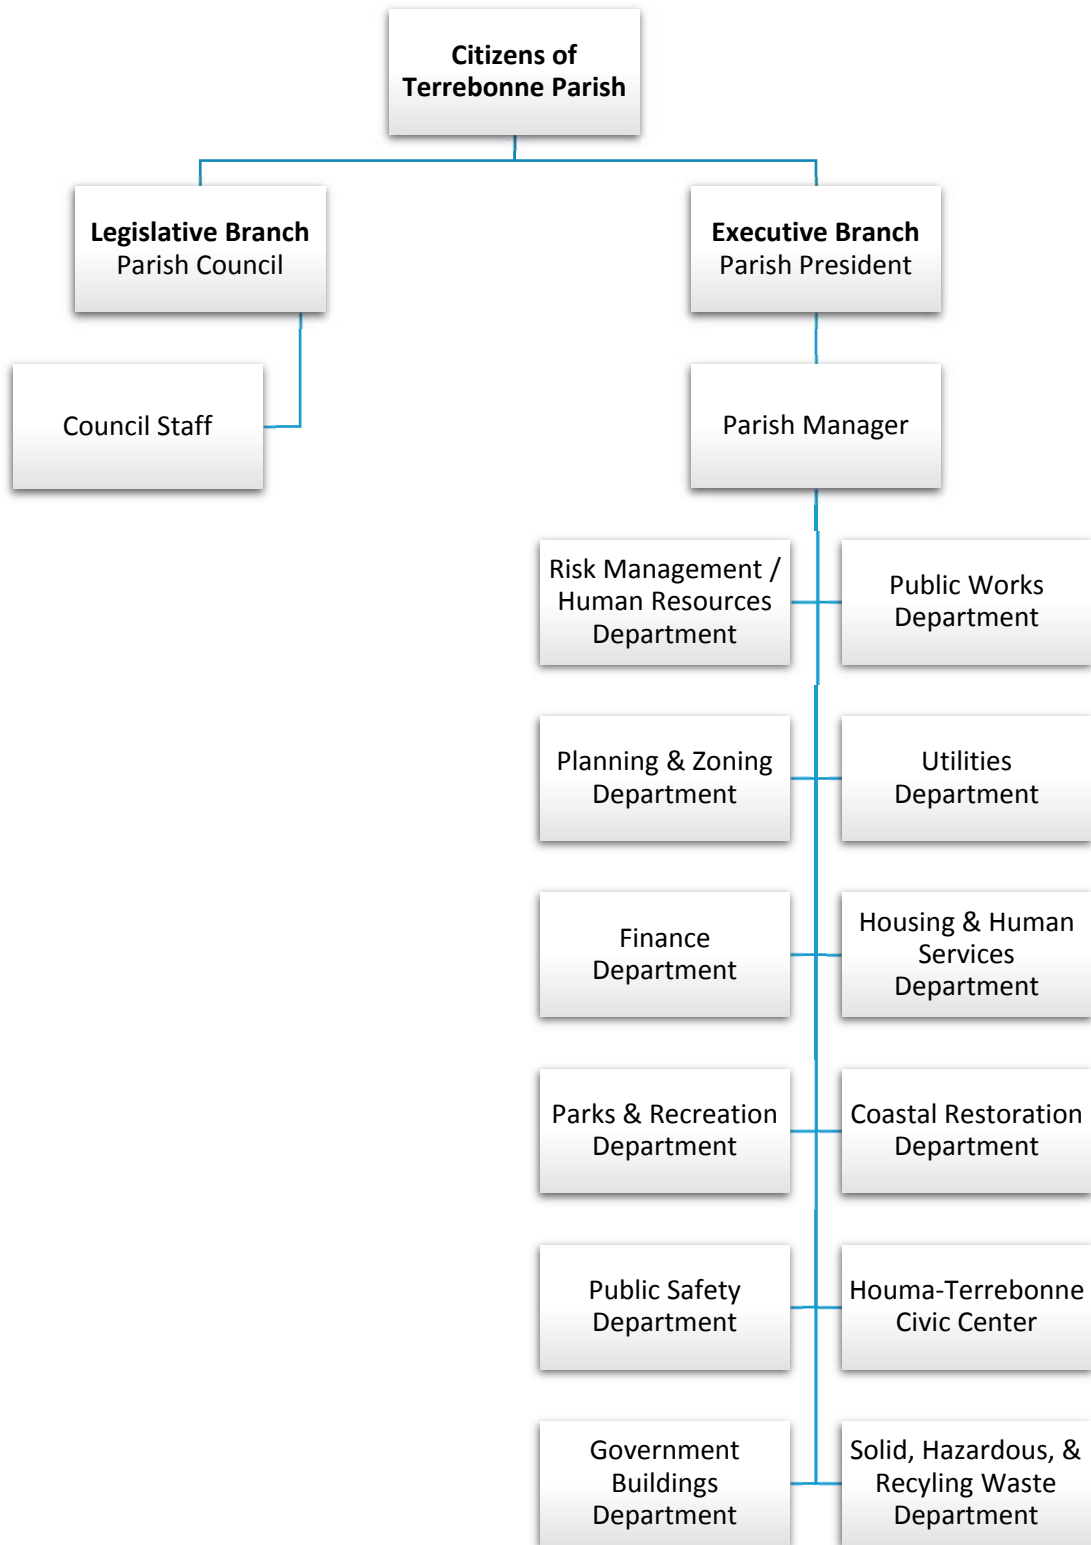 Citizens of
Terrebonne Parish
Legislative Branch
Parish Council
Executive Branch
Parish President
Council Staff
Parish Manager
Risk Management /
Human Resources
Department
Public Works
Department
Planning & Zoning
Department
Utilities
Department
Finance
Department
Housing & Human
Services
Department
Parks & Recreation
Department
Coastal Restoration
Department
Public Safety
Department
Houma-Terrebonne
Civic Center
Government
Buildings
Department
Solid, Hazardous, &
Recyling Waste
Department